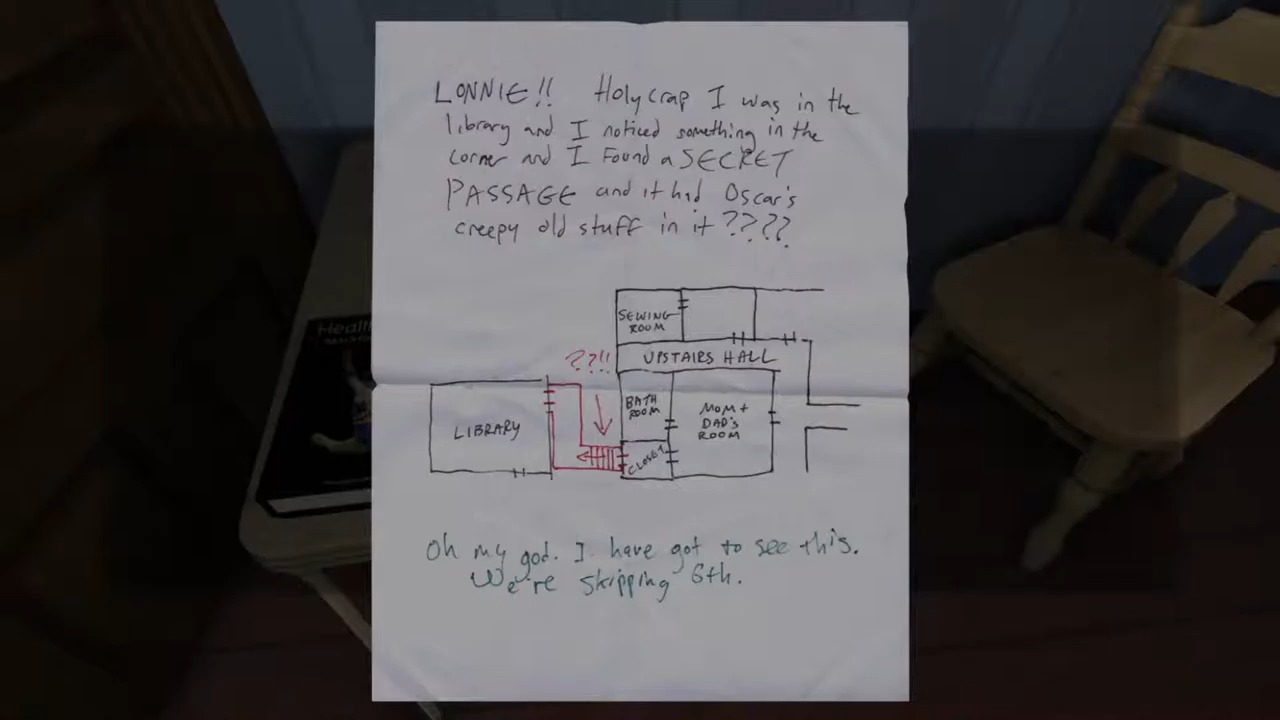 LONNIE!! Holy crap I was in the
library and I noticed something in the
corner and I found a SECRET
PASSAGE and it had Oscar's
creepy old stuff in it ????
SEWING
ROOM
UPSTAIRS HALL
??!!
LIBRARY
BATH
ROOM
MOM +
DAD'S
ROOM
CLOSET
Oh my god. I have got to see this.
We're skipping 6th.